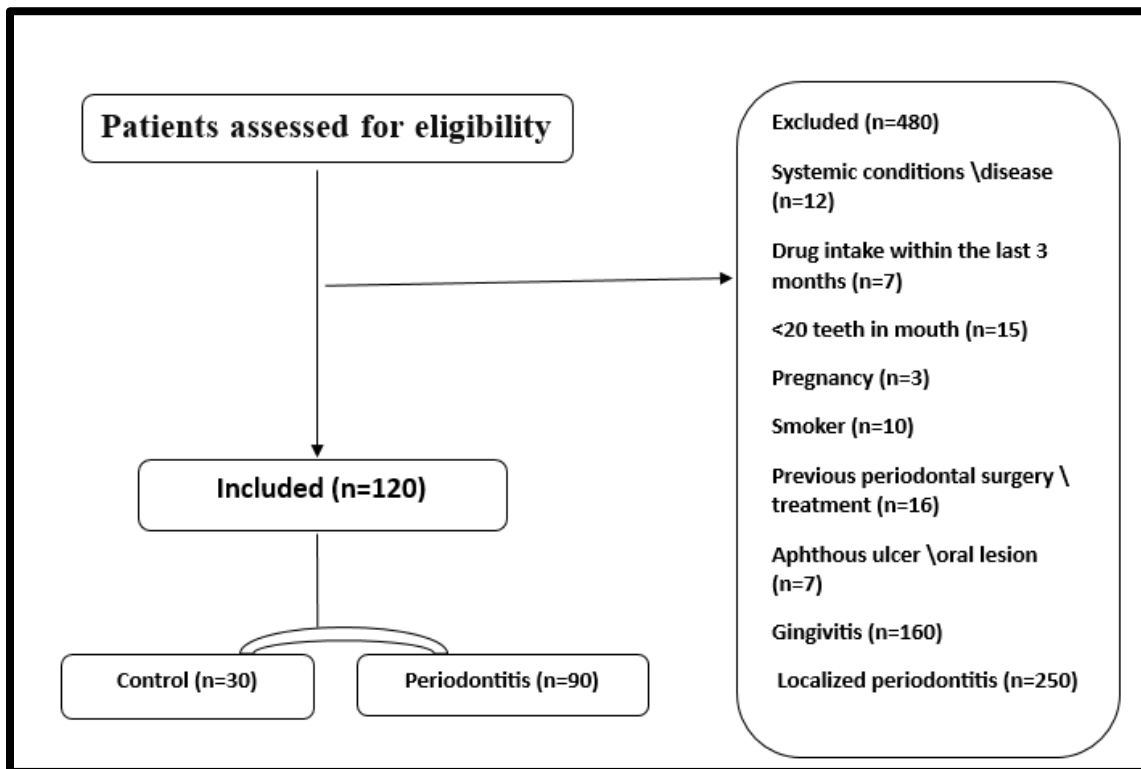 Patients assessed for eligibility
Included (n=120)
Control (n=30)
Periodontitis (n=90)
Excluded (n=480)
Systemic conditions \disease
(n=12)
Drug intake within the last 3
months (n=7)
<20 teeth in mouth (n=15)
Pregnancy (n=3)
Smoker (n=10)
Previous periodontal surgery \
treatment (n=16)
Aphthous ulcer \oral lesion
(n=7)
Gingivitis (n=160)
Localized periodontitis (n=250)